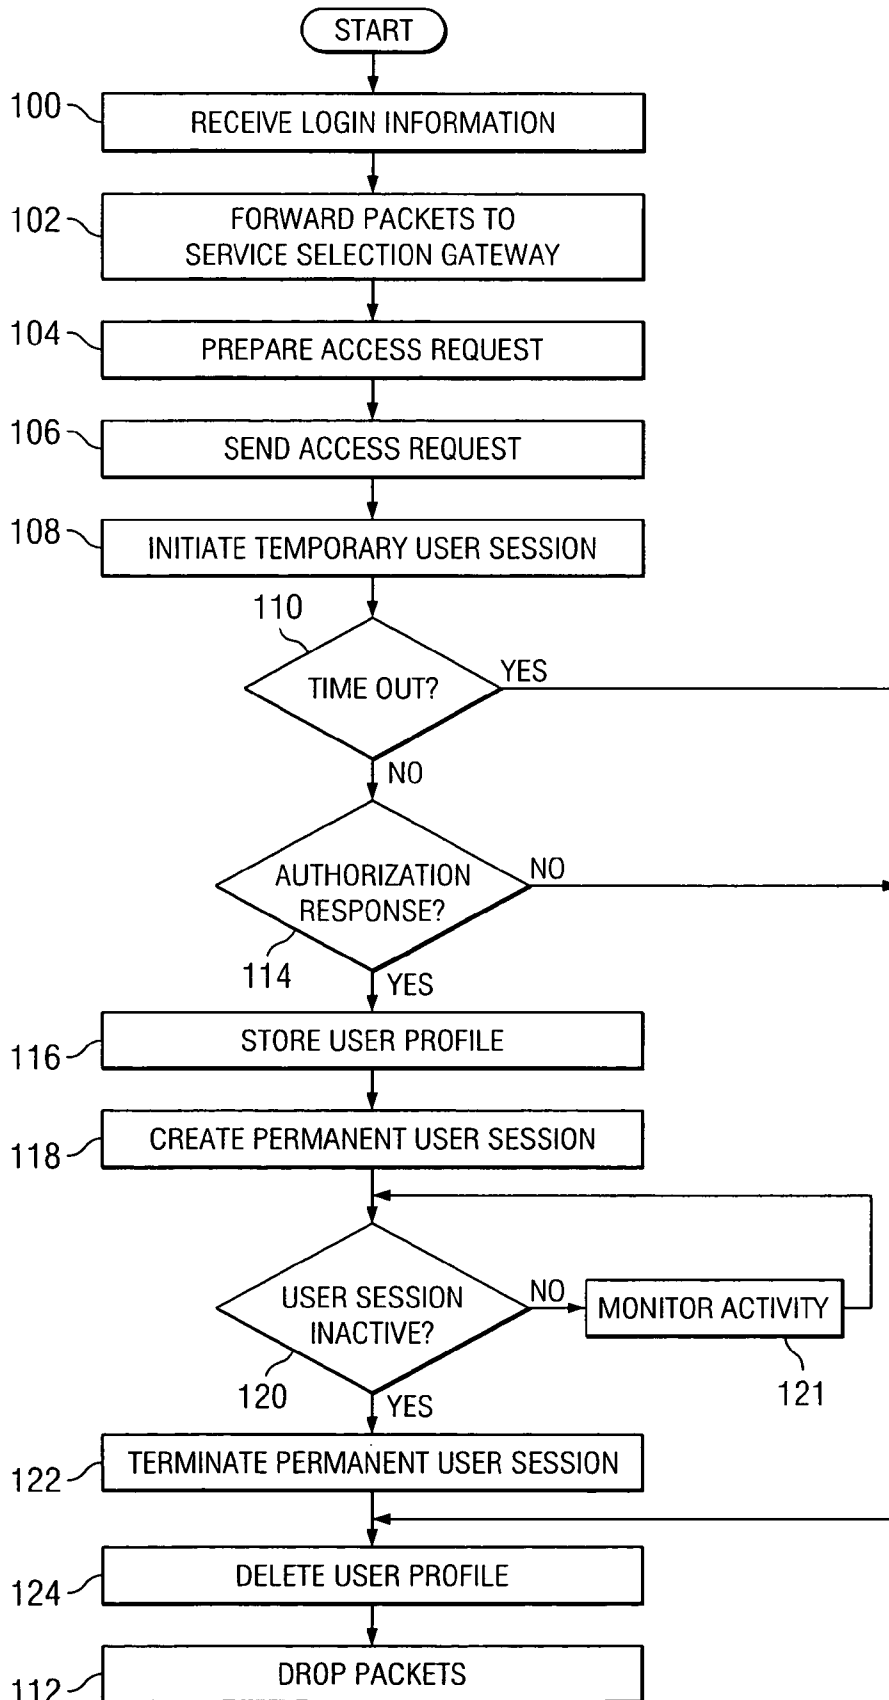 START
100
RECEIVE LOGIN INFORMATION
102
FORWARD PACKETS TO
SERVICE SELECTION GATEWAY
104
PREPARE ACCESS REQUEST
106
SEND ACCESS REQUEST
108
INITIATE TEMPORARY USER SESSION
110
TIME OUT?
YES
NO
AUTHORIZATION
RESPONSE?
NO
114
YES
116
STORE USER PROFILE
118
CREATE PERMANENT USER SESSION
USER SESSION
INACTIVE?
NO
MONITOR ACTIVITY
120
121
YES
122
TERMINATE PERMANENT USER SESSION
124
DELETE USER PROFILE
112
DROP PACKETS